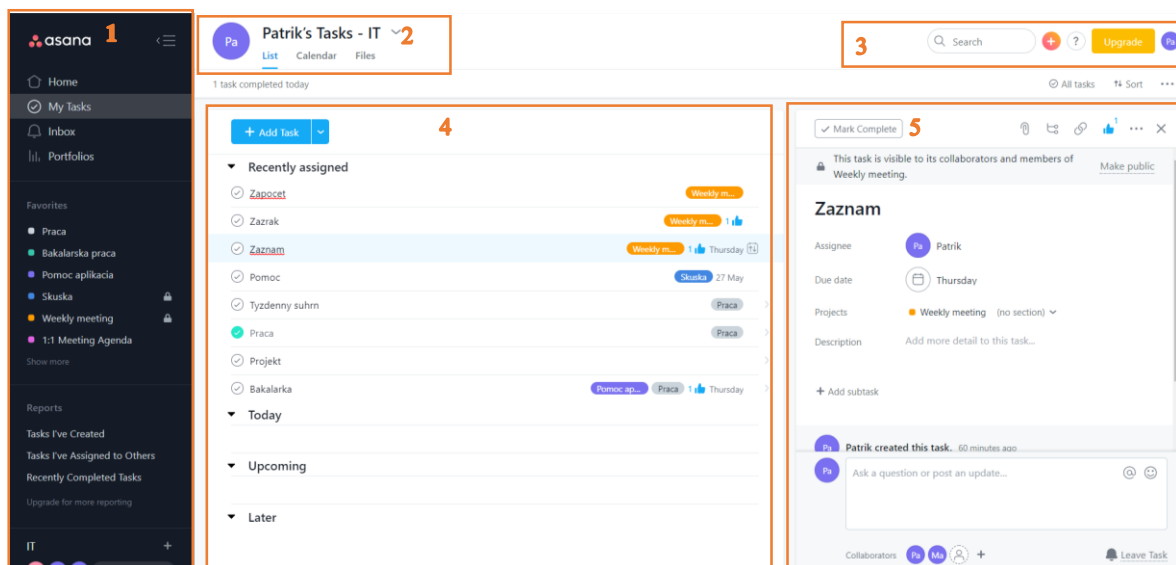 1
asana
Home
My Tasks
Inbox
Portfolios
Favorites
Praca
Bakalarska praca
Pomoc aplikacia
Skuska
Weekly meeting
1:1 Meeting Agenda
Show more
Reports
Tasks I've Created
Tasks I've Assigned to Others
Recently Completed Tasks
Upgrade for more reporting
IT +
Pa
Patrik's Tasks - IT
2
List Calendar Files
3
Search + ? Upgrade Pa
1 task completed today
All tasks Sort ...
+ Add Task
4
Recently assigned
Zapocet Weekly m...
Zazrak Weekly m... 1
Zaznam Weekly m... 1 Thursday
Pomoc Skuska 27 May
Tyzdenny suhrn Praca
Praca Praca
Projekt
Bakalarka Pomoc ap... Praca 1 Thursday
Today
Upcoming
Later
Mark Complete 5 1 ...
This task is visible to its collaborators and members of
Weekly meeting.
Make public
Zaznam
Assignee Pa Patrik
Due date Thursday
Projects Weekly meeting (no section)
Description Add more detail to this task...
+ Add subtask
Pa Patrik created this task. 60 minutes ago
Pa Ask a question or post an update... @
Collaborators Pa Ma + Leave Task